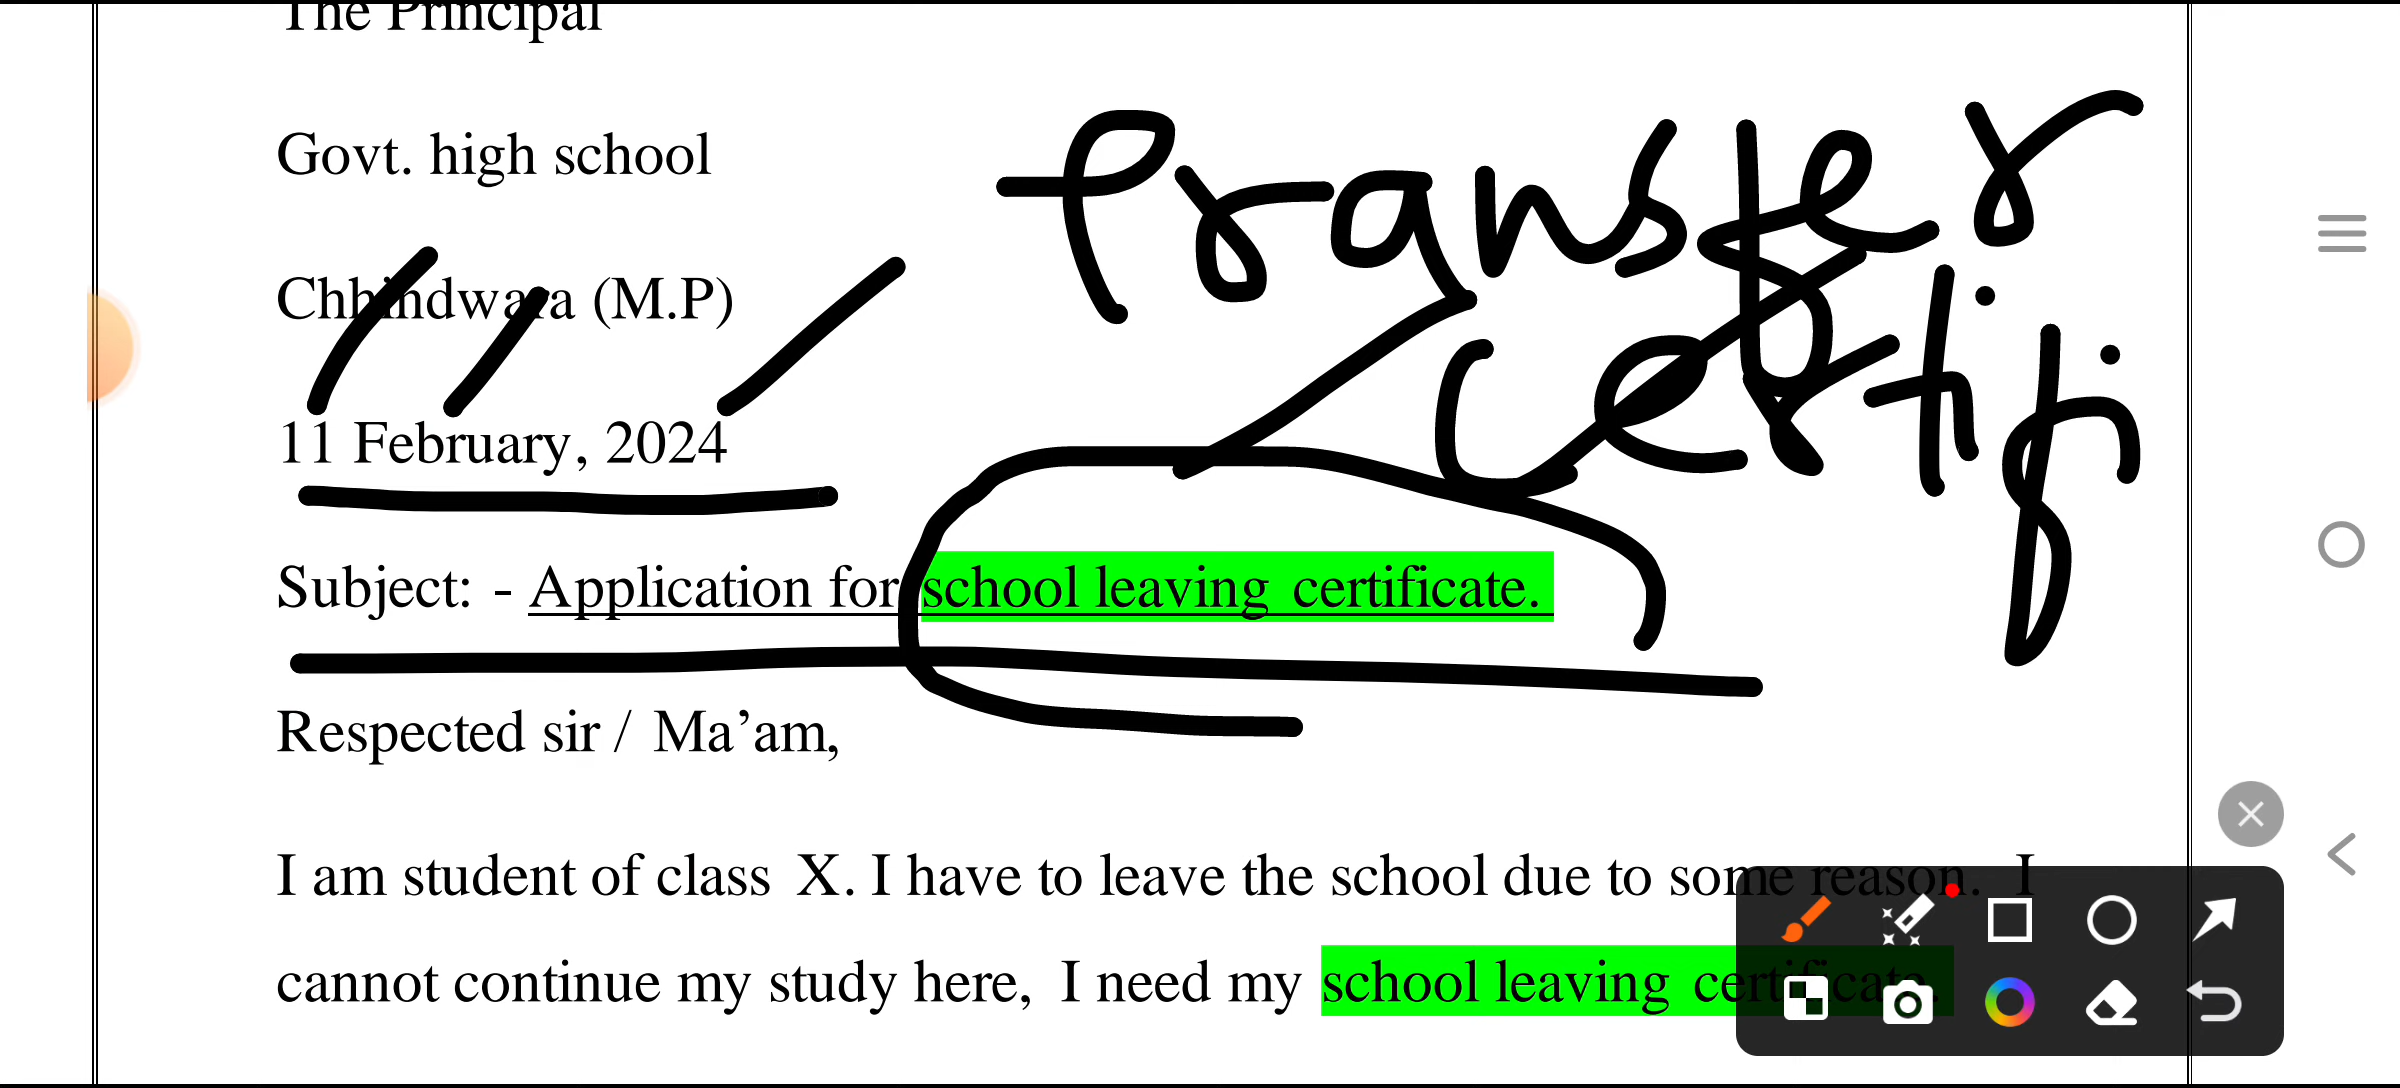 The Principal
Govt. high school
Transfer
Chhindwara (M.P)
certifi
11 February, 2024
Subject: - Application for school leaving certificate.
Respected sir / Ma’am,
I am student of class X. I have to leave the school due to some reason. I
cannot continue my study here, I need my school leaving certificate.